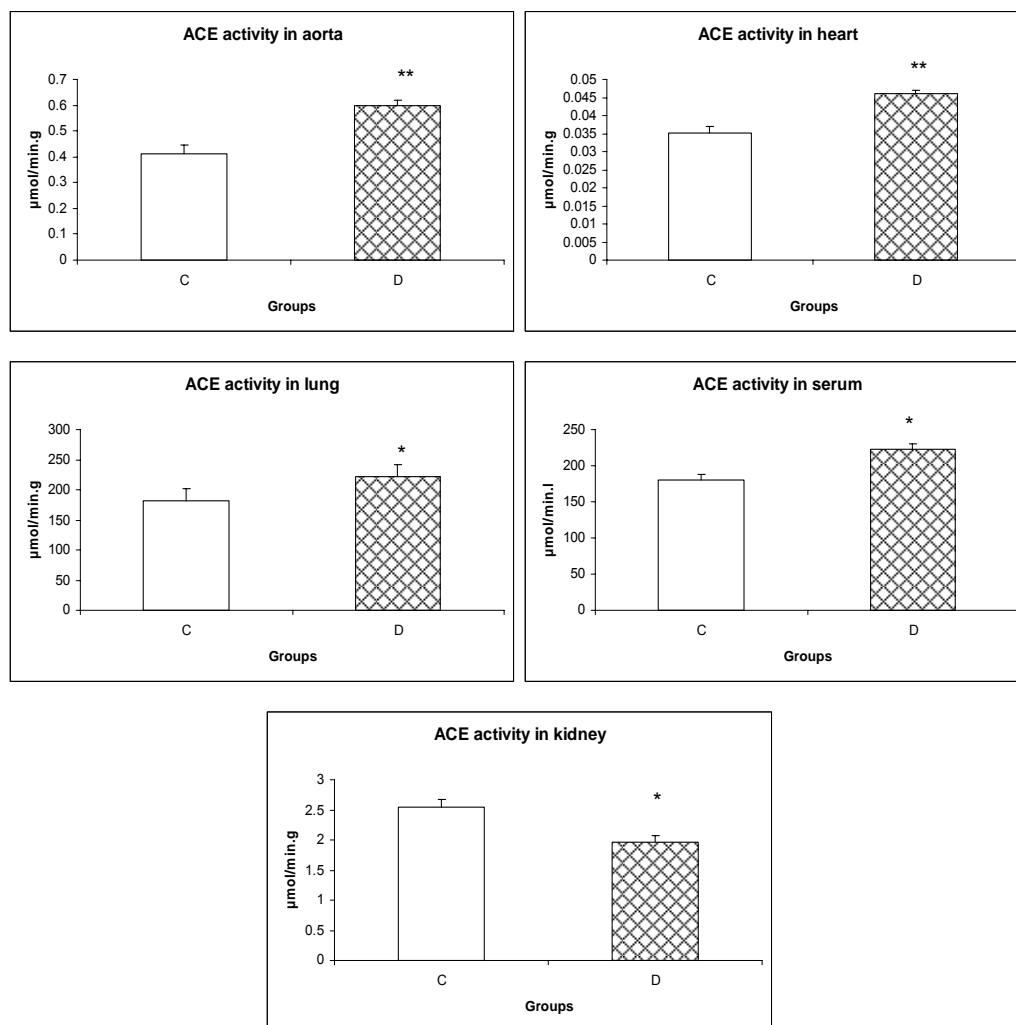 ACE activity in aorta
**
0.7
0.6
0.5
0.4
0.3
0.2
0.1
0
µmol/min.g
C D
Groups
ACE activity in heart
**
0.05
0.045
0.04
0.035
0.03
0.025
0.02
0.015
0.01
0.005
0
µmol/min.g
C D
Groups
ACE activity in lung
*
300
250
200
150
100
50
0
µmol/min.g
C D
Groups
ACE activity in serum
*
250
200
150
100
50
0
µmol/min.l
C D
Groups
ACE activity in kidney
*
3
2.5
2
1.5
1
0.5
0
µmol/min.g
C D
Groups